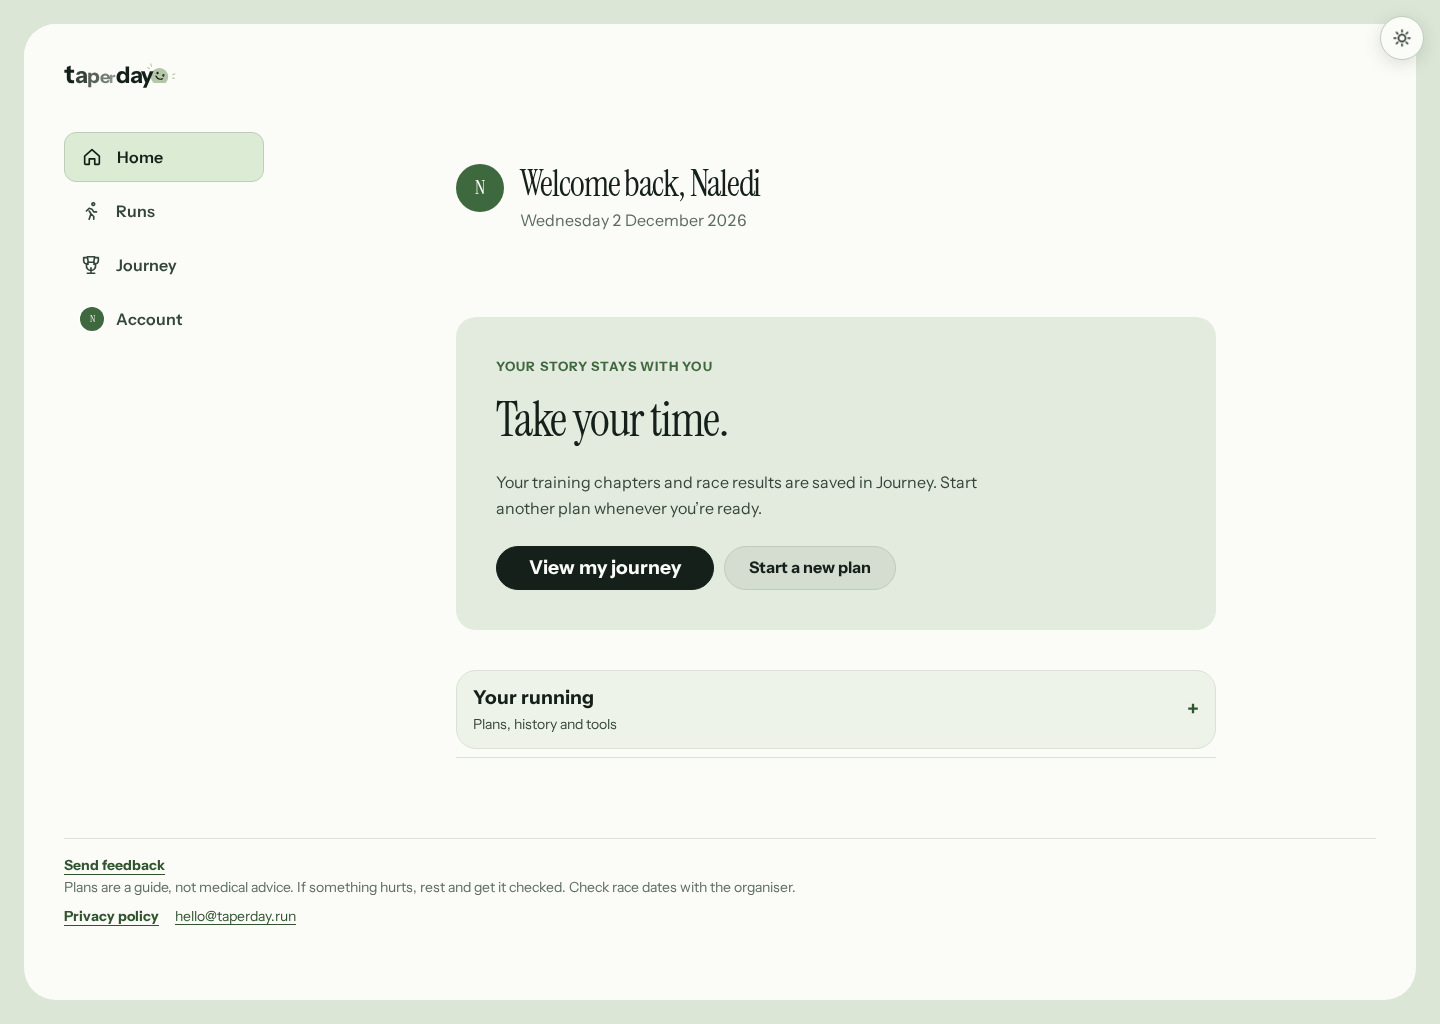 taperday
Home
Runs
Journey
N
Account
N
Welcome back, Naledi
Wednesday 2 December 2026
YOUR STORY STAYS WITH YOU
Take your time.
Your training chapters and race results are saved in Journey. Start
another plan whenever you're ready.
View my journey
Start a new plan
Your running
Plans, history and tools
+
Send feedback
Plans are a guide, not medical advice. If something hurts, rest and get it checked. Check race dates with the organiser.
Privacy policy
hello@taperday.run